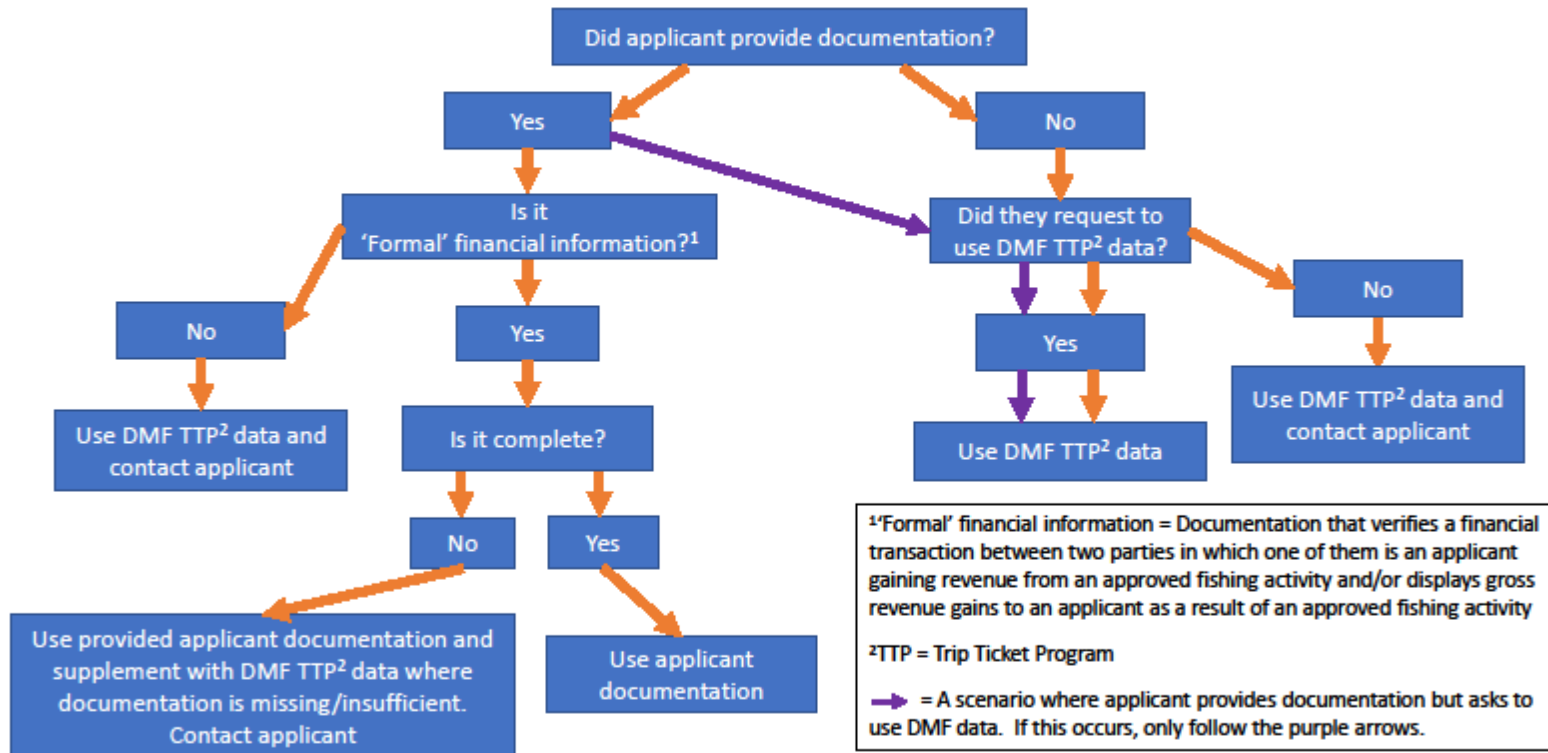 Did applicant provide documentation?
Yes
No
Is it
‘Formal’ financial information?¹
Did they request to
use DMF TTP² data?
No
Yes
Yes
No
Use DMF TTP² data and
contact applicant
Is it complete?
Use DMF TTP² data
Use DMF TTP² data and
contact applicant
No
Yes
Use provided applicant documentation and
supplement with DMF TTP² data where
documentation is missing/insufficient.
Contact applicant
Use applicant
documentation
¹‘Formal’ financial information = Documentation that verifies a financial
transaction between two parties in which one of them is an applicant
gaining revenue from an approved fishing activity and/or displays gross
revenue gains to an applicant as a result of an approved fishing activity
²TTP = Trip Ticket Program
= A scenario where applicant provides documentation but asks to
use DMF data. If this occurs, only follow the purple arrows.